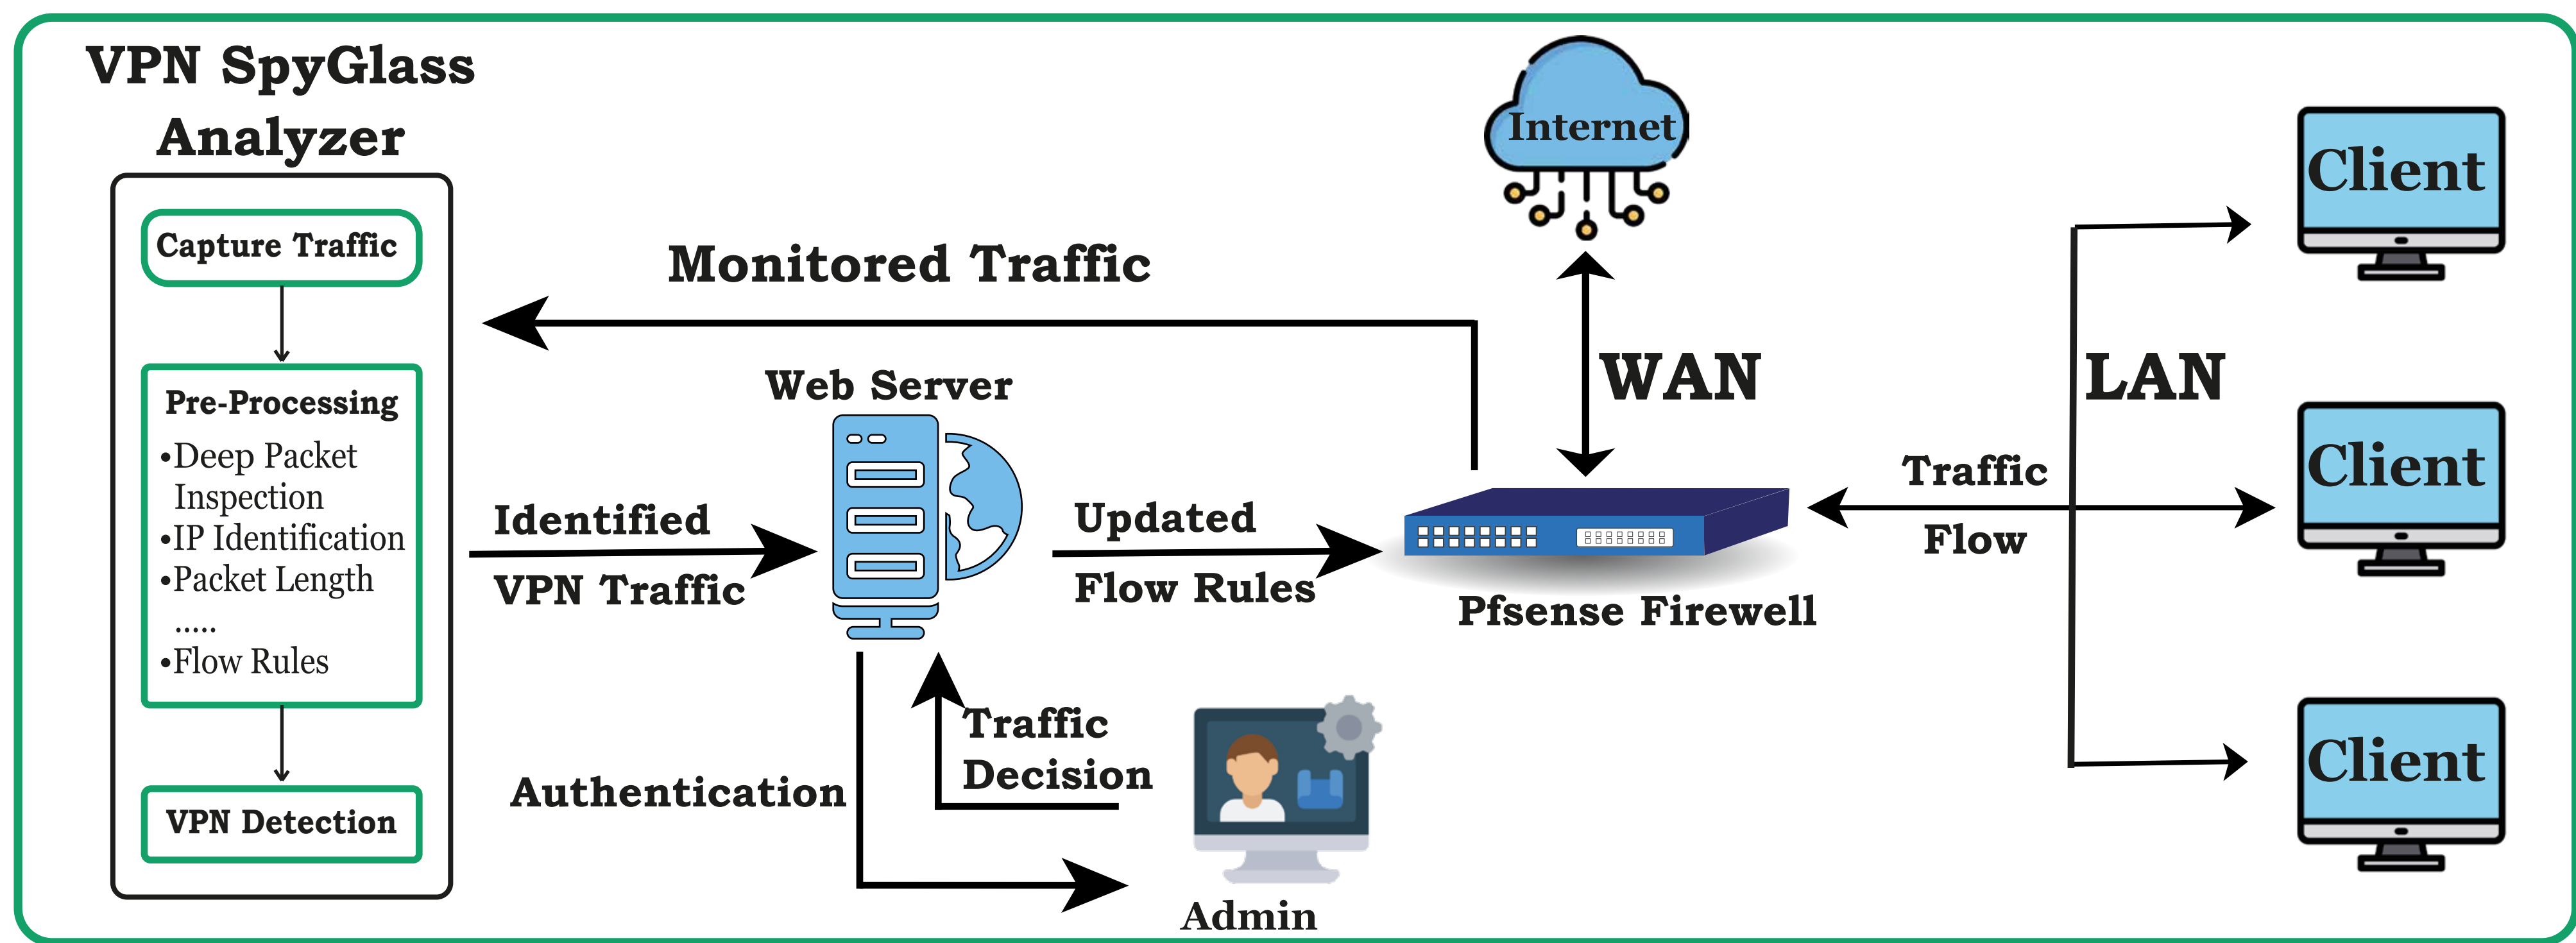 VPN SpyGlass
Analyzer
Capture Traffic
Pre-Processing
•Deep Packet
Inspection
•IP Identification
•Packet Length
.....
•Flow Rules
VPN Detection
Monitored Traffic
Identified
VPN Traffic
Web Server
Updated
Flow Rules
Authentication
Traffic
Decision
Admin
Internet
WAN
Pfsense Firewell
Traffic
Flow
LAN
Client
Client
Client